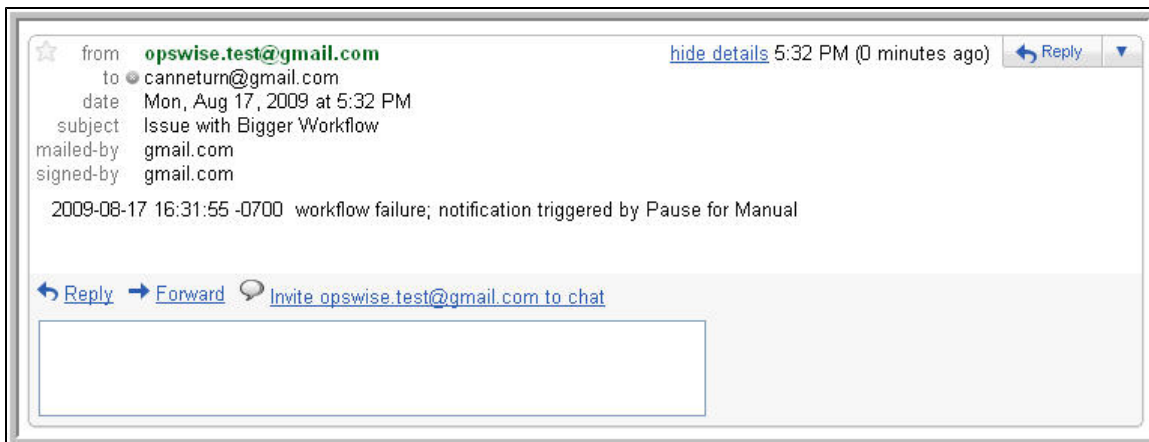 from opswise.test@gmail.com hide details 5:32 PM (0 minutes ago) Reply
to canneturn@gmail.com
date Mon, Aug 17, 2009 at 5:32 PM
subject Issue with Bigger Workflow
mailed-by gmail.com
signed-by gmail.com
2009-08-17 16:31:55 -0700 workflow failure; notification triggered by Pause for Manual
Reply Forward Invite opswise.test@gmail.com to chat